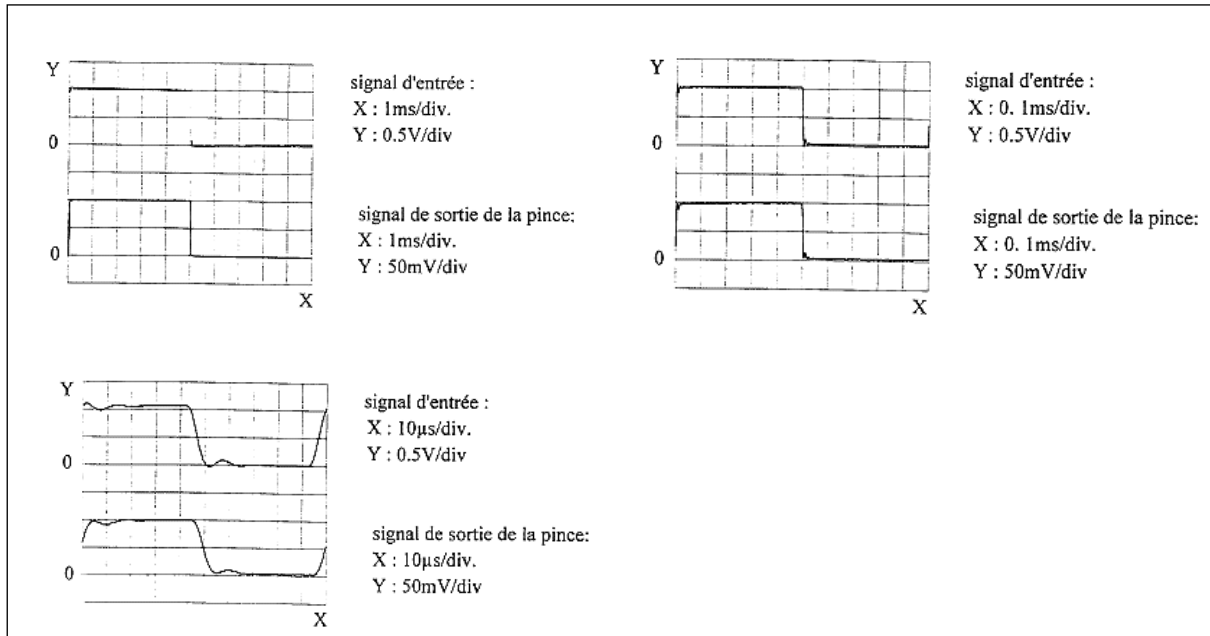 Y
0
X
signal d'entrée :
X : 1ms/div.
Y : 0.5V/div
signal de sortie de la pince:
X : 1ms/div.
Y : 50mV/div
Y
0
0
X
signal d'entrée :
X : 0. 1ms/div.
Y : 0.5V/div
signal de sortie de la pince:
X : 0. 1ms/div.
Y : 50mV/div
Y
0
0
X
signal d'entrée :
X : 10µs/div.
Y : 0.5V/div
signal de sortie de la pince:
X : 10µs/div.
Y : 50mV/div